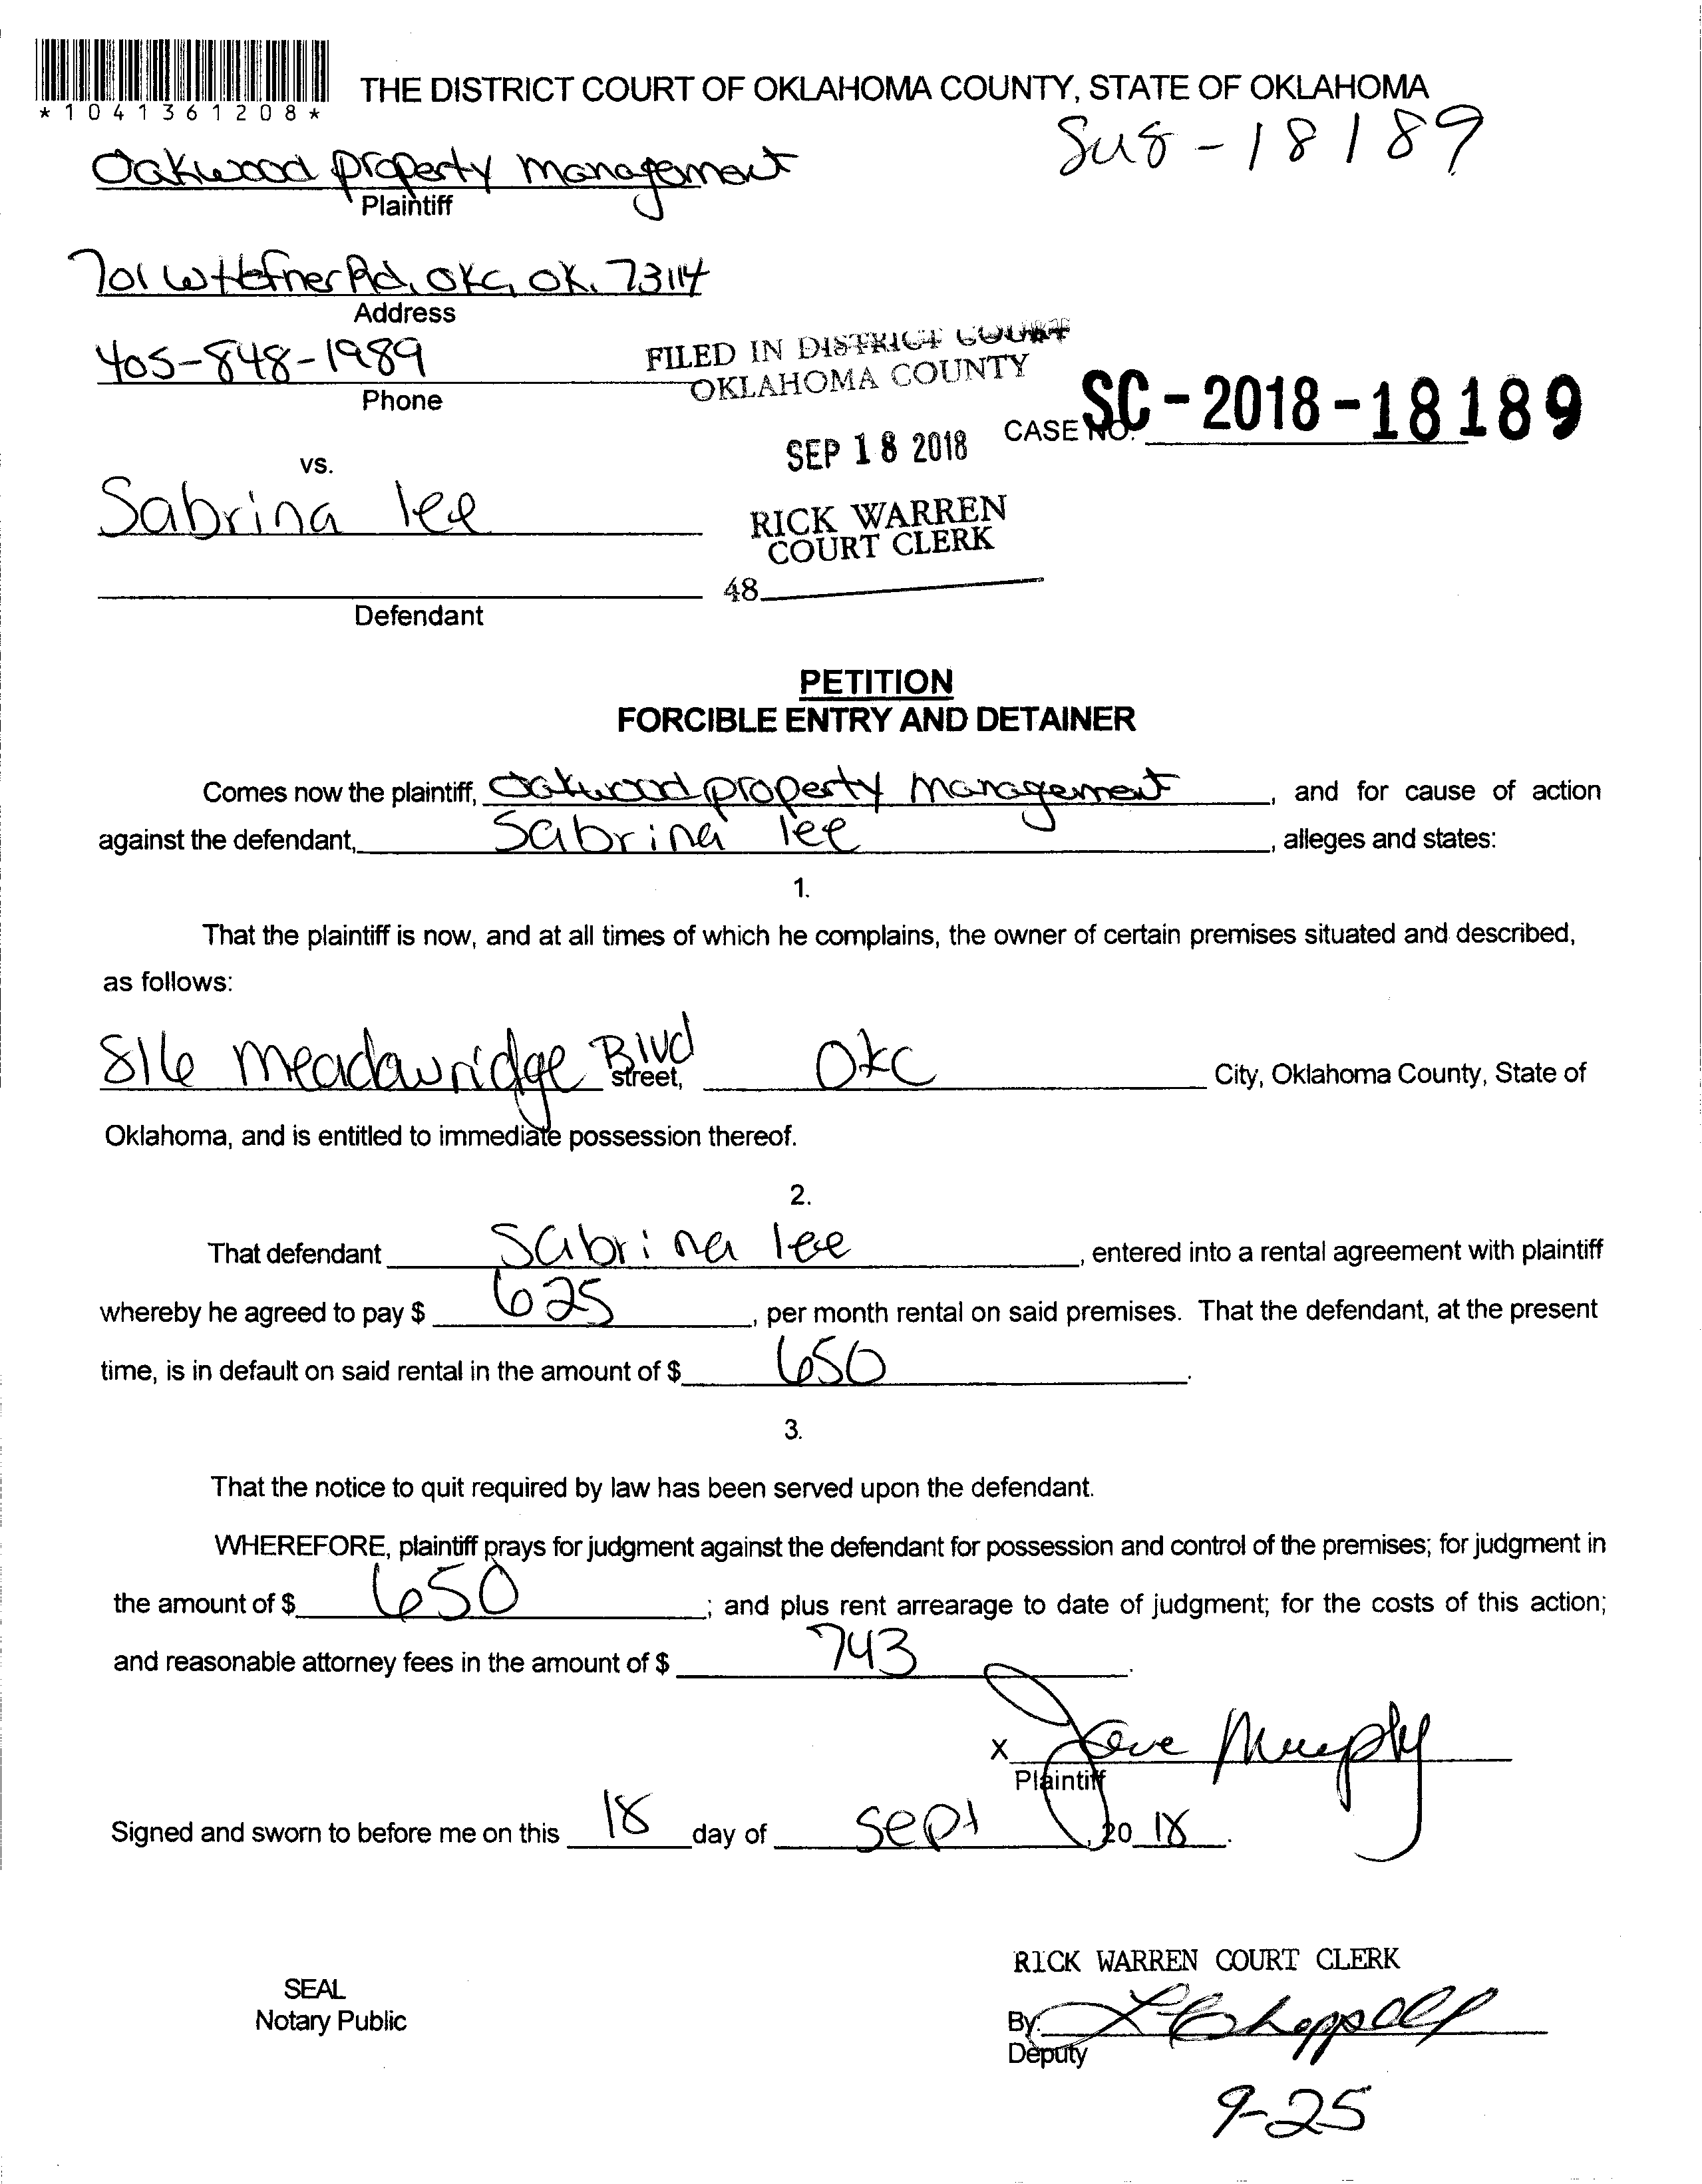 *1041361208*
THE DISTRICT COURT OF OKLAHOMA COUNTY, STATE OF OKLAHOMA
-18189
Oakwood property management
Plaintiff
701 W Hefner Rd, OKC, OK. 73114
Address
405-848-1989
Phone
FILED IN DISTRICT COURT
OKLAHOMA COUNTY
SEP 18 2018
CASE NO. SC-2018-18189
vs.
Sabrina lee
RICK WARREN
COURT CLERK
48
Defendant
PETITION
FORCIBLE ENTRY AND DETAINER
Comes now the plaintiff, Oakwood property management, and for cause of action
against the defendant, Sabrina lee, alleges and states:
1.
That the plaintiff is now, and at all times of which he complains, the owner of certain premises situated and described,
as follows:
816 Meadowridge Blvd street, OKC City, Oklahoma County, State of
Oklahoma, and is entitled to immediate possession thereof.
2.
That defendant Sabrina lee, entered into a rental agreement with plaintiff
whereby he agreed to pay $ 625, per month rental on said premises. That the defendant, at the present
time, is in default on said rental in the amount of $ 650.
3.
That the notice to quit required by law has been served upon the defendant.
WHEREFORE, plaintiff prays for judgment against the defendant for possession and control of the premises; for judgment in
the amount of $ 650; and plus rent arrearage to date of judgment; for the costs of this action;
and reasonable attorney fees in the amount of $ 743.
X Murphy
Plaintiff
Signed and sworn to before me on this 18 day of Sept, 20 18.
RICK WARREN COURT CLERK
SEAL
Notary Public
By:
Deputy
9-25